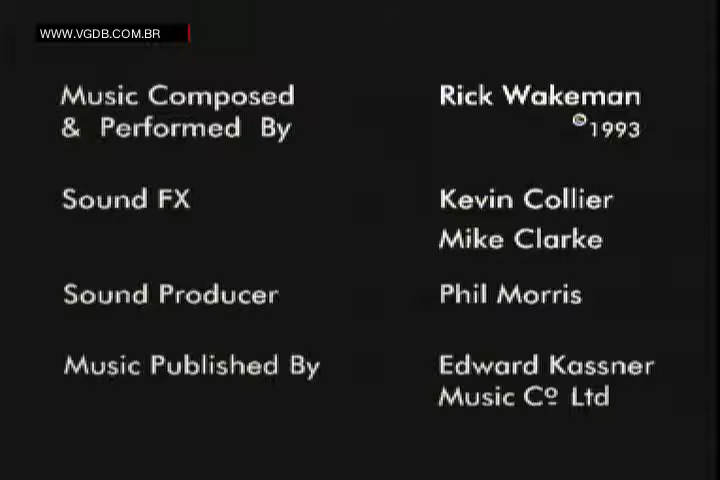 WWW.VGDB.COM.BR
Music Composed
& Performed By
Rick Wakeman
©1993
Sound FX
Kevin Collier
Mike Clarke
Sound Producer
Phil Morris
Music Published By
Edward Kassner
Music Cº Ltd